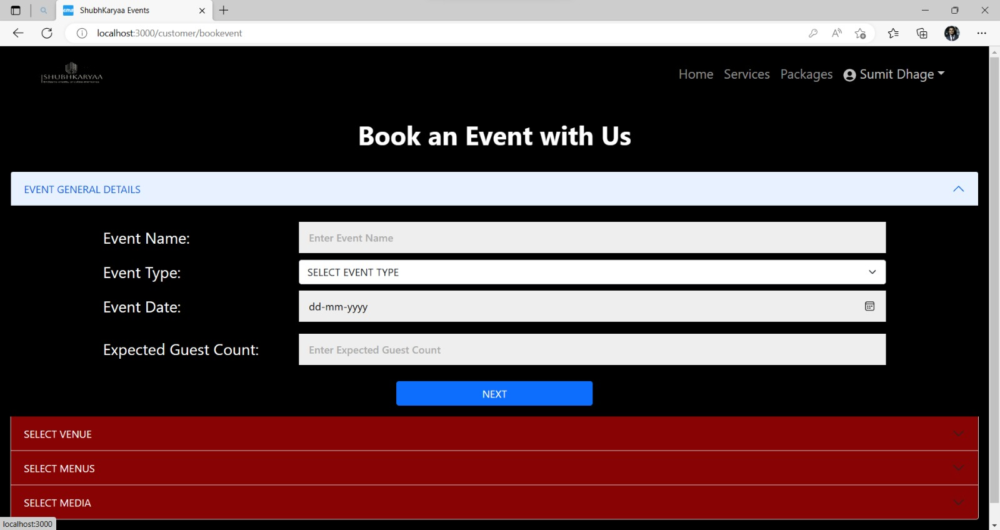 ShubhKaryaa Events
localhost:3000/customer/bookevent
SHUBHKARYAA
Home Services Packages Sumit Dhage
Book an Event with Us
EVENT GENERAL DETAILS
Event Name: Enter Event Name
Event Type: SELECT EVENT TYPE
Event Date: dd-mm-yyyy
Expected Guest Count: Enter Expected Guest Count
NEXT
SELECT VENUE
SELECT MENUS
SELECT MEDIA
localhost:3000